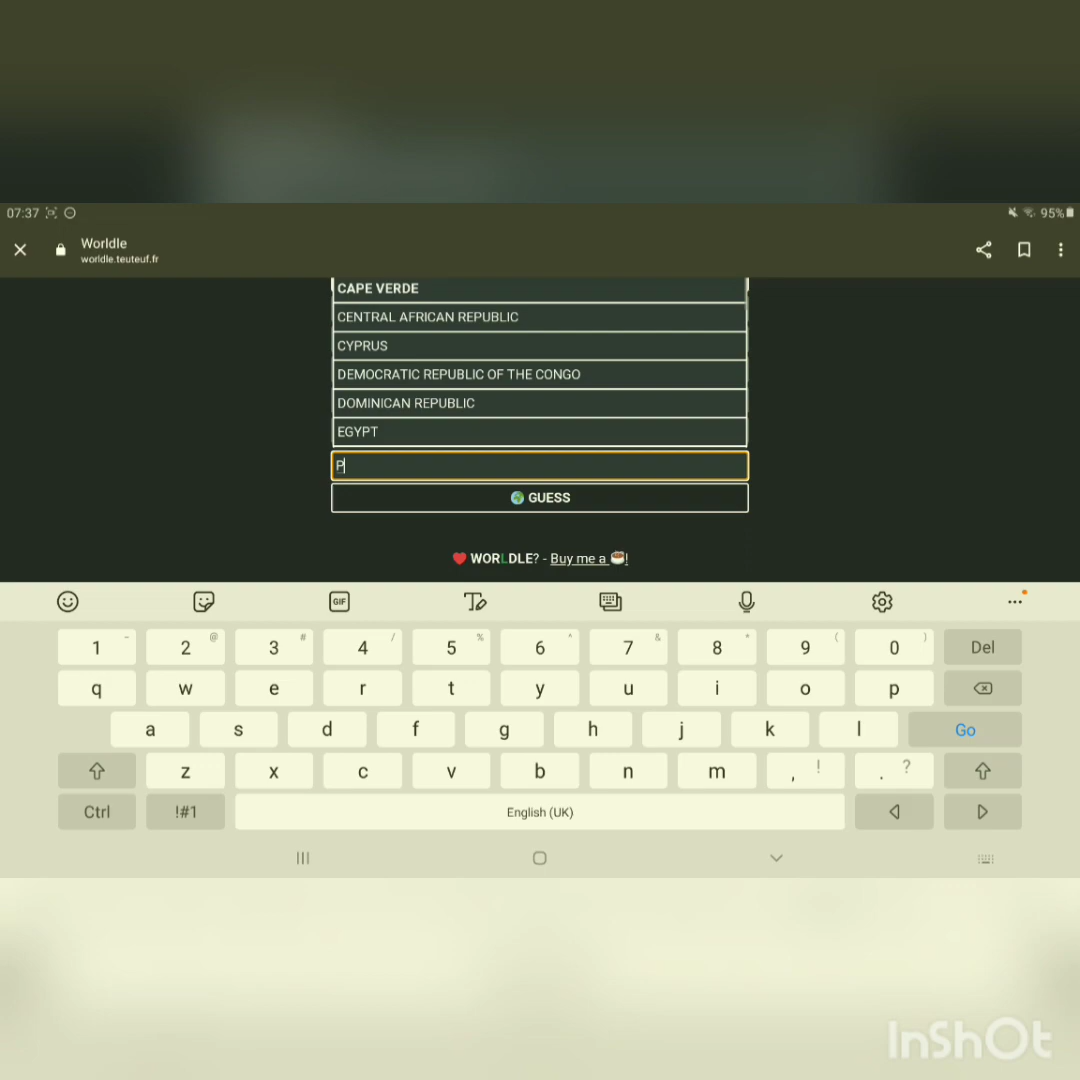 07:37 95%
Worldle
worldle.teuteuf.fr
CAPE VERDE
CENTRAL AFRICAN REPUBLIC
CYPRUS
DEMOCRATIC REPUBLIC OF THE CONGO
DOMINICAN REPUBLIC
EGYPT
P
GUESS
WORLDLE? - Buy me a !
GIF
1 - 2 @ 3 # 4 / 5 % 6 ^ 7 & 8 * 9 ( 0 ) Del
q w e r t y u i o p
a s d f g h j k l Go
z x c v b n m , ! . ?
Ctrl !#1 English (UK)
InShOt